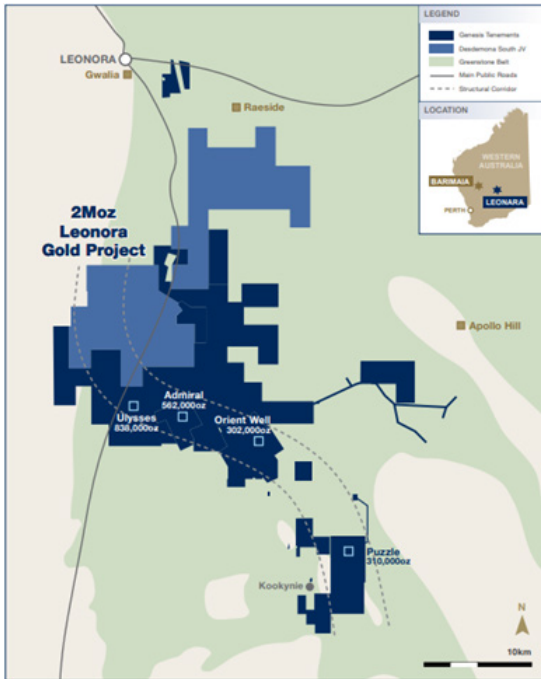 LEGEND
Genesis Tenements
Desdemona South JV
Greenstone Belt
Main Public Roads
Structural Corridor
LOCATION
WESTERN
AUSTRALIA
BARIMAIA
LEONARA
PERTH
LEONORA
Gwalia
Raeside
2Moz
Leonora
Gold Project
Apollo Hill
Admiral
562,000oz
Ulysses
838,000oz
Orient Well
302,000oz
Puzzle
310,000oz
Kookynie
N
10km